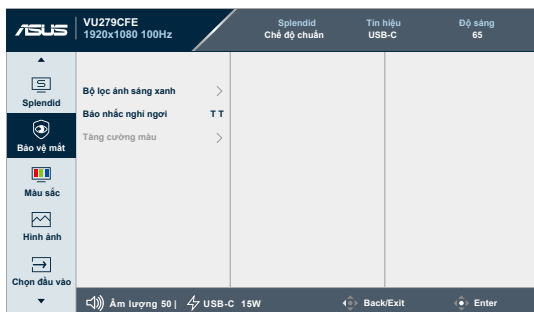 ASUS
VU279CFE
1920x1080 100Hz
Splendid
Chế độ chuẩn
Tín hiệu
USB-C
Độ sáng
65
Splendid
Bảo vệ mắt
Màu sắc
Hình ảnh
Chọn đầu vào
Bộ lọc ánh sáng xanh
Báo nhắc nghỉ ngơi TT
Tăng cường màu
Âm lượng 50 | USB-C 15W
Back/Exit
Enter